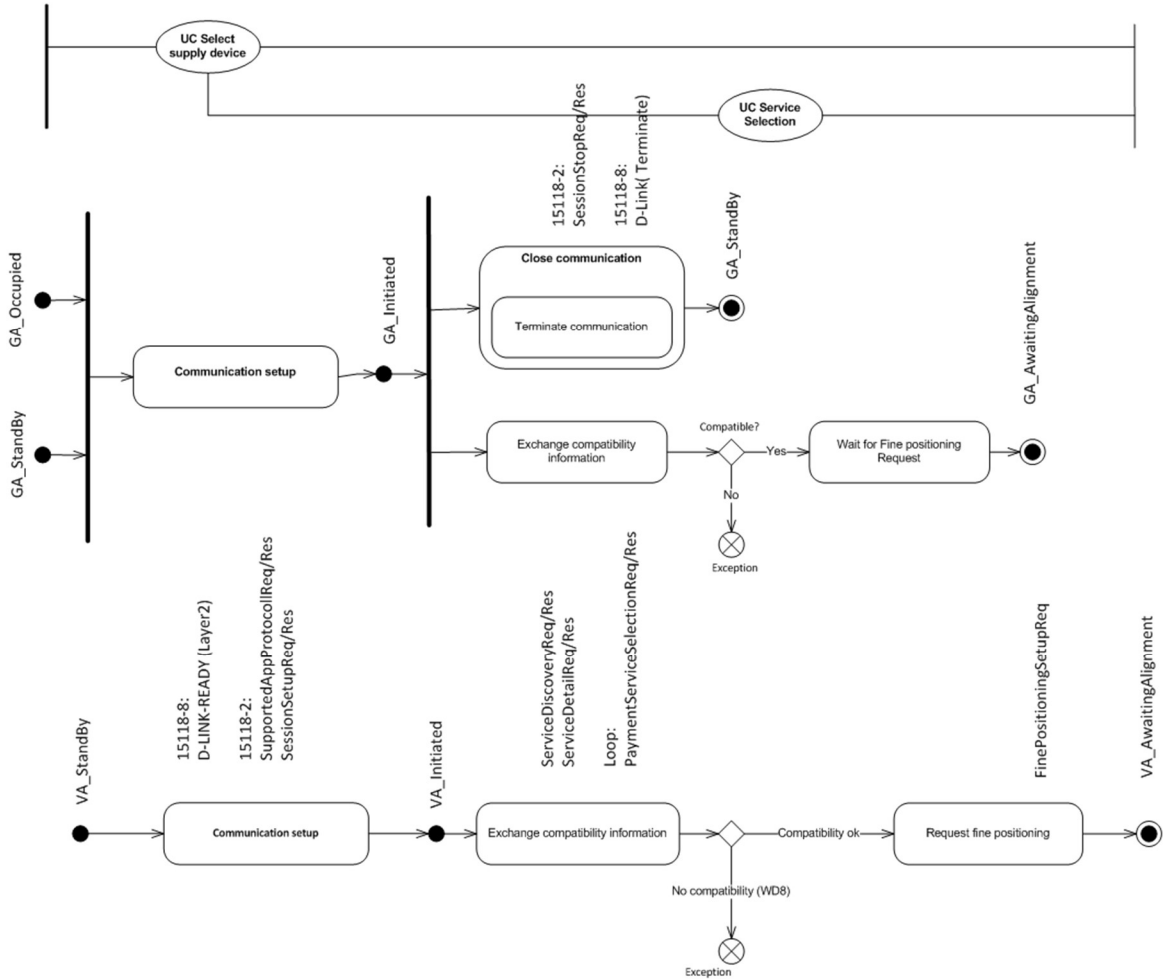 UC Select
supply device
UC Service
Selection
15118-2:
SessionStopReq/Res
15118-8:
D-Link( Terminate)
GA_StandBy
GA_Occupied
GA_Initiated
Close communication
Terminate communication
GA_AwaitingAlignment
Communication setup
GA_StandBy
Exchange compatibility
information
Compatible?
Yes
No
Exception
Wait for Fine positioning
Request
15118-8:
D-LINK-READY (Layer2)
15118-2:
SupportedAppProtocollReq/Res
SessionSetupReq/Res
ServiceDiscoveryReq/Res
ServiceDetailReq/Res
Loop:
PaymentServiceSelectionReq/Res
FinePositioningSetupReq
VA_StandBy
VA_Initiated
VA_AwaitingAlignment
Communication setup
Exchange compatibility information
Compatibility ok
Request fine positioning
No compatibility (WD8)
Exception